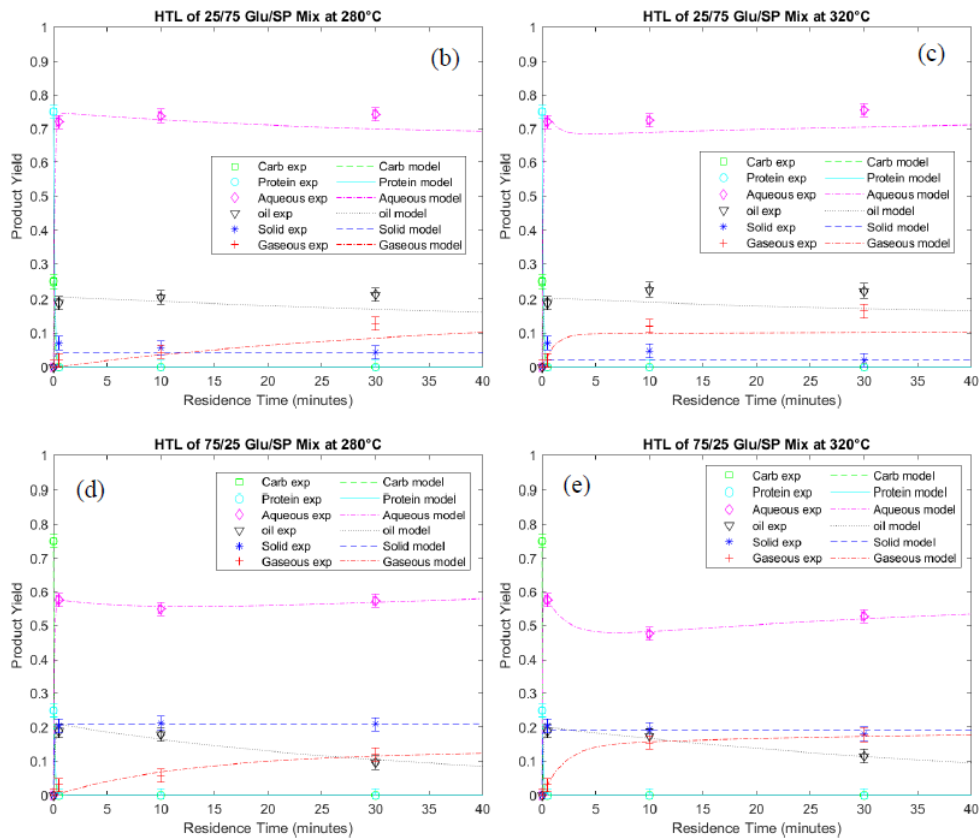 HTL of 25/75 Glu/SP Mix at 280°C
(b)
Product Yield
1
0.9
0.8
0.7
0.6
0.5
0.4
0.3
0.2
0.1
0
Carb exp Carb model
Protein exp Protein model
Aqueous exp Aqueous model
oil exp oil model
Solid exp Solid model
Gaseous exp Gaseous model
0 5 10 15 20 25 30 35 40
Residence Time (minutes)
HTL of 25/75 Glu/SP Mix at 320°C
(c)
Product Yield
1
0.9
0.8
0.7
0.6
0.5
0.4
0.3
0.2
0.1
0
Carb exp Carb model
Protein exp Protein model
Aqueous exp Aqueous model
oil exp oil model
Solid exp Solid model
Gaseous exp Gaseous model
0 5 10 15 20 25 30 35 40
Residence Time (minutes)
HTL of 75/25 Glu/SP Mix at 280°C
(d)
Product Yield
1
0.9
0.8
0.7
0.6
0.5
0.4
0.3
0.2
0.1
0
Carb exp Carb model
Protein exp Protein model
Aqueous exp Aqueous model
oil exp oil model
Solid exp Solid model
Gaseous exp Gaseous model
0 5 10 15 20 25 30 35 40
Residence Time (minutes)
HTL of 75/25 Glu/SP Mix at 320°C
(e)
Product Yield
1
0.9
0.8
0.7
0.6
0.5
0.4
0.3
0.2
0.1
0
Carb exp Carb model
Protein exp Protein model
Aqueous exp Aqueous model
oil exp oil model
Solid exp Solid model
Gaseous exp Gaseous model
0 5 10 15 20 25 30 35 40
Residence Time (minutes)